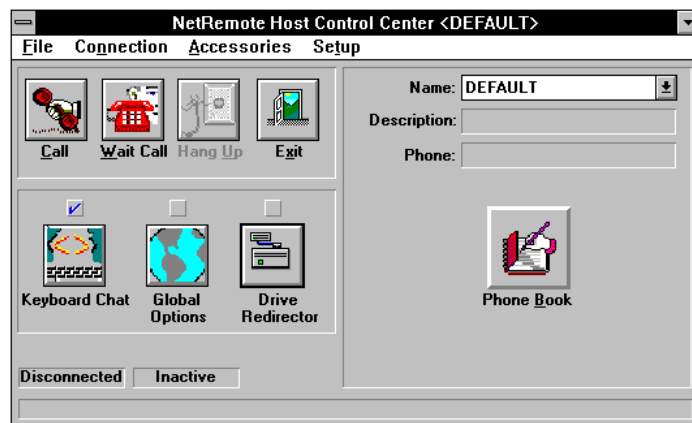 NetRemote Host Control Center <DEFAULT>
File Connection Accessories Setup
Call Wait Call Hang Up Exit
Name: DEFAULT
Description:
Phone:
Keyboard Chat Global Options Drive Redirector
Phone Book
Disconnected Inactive